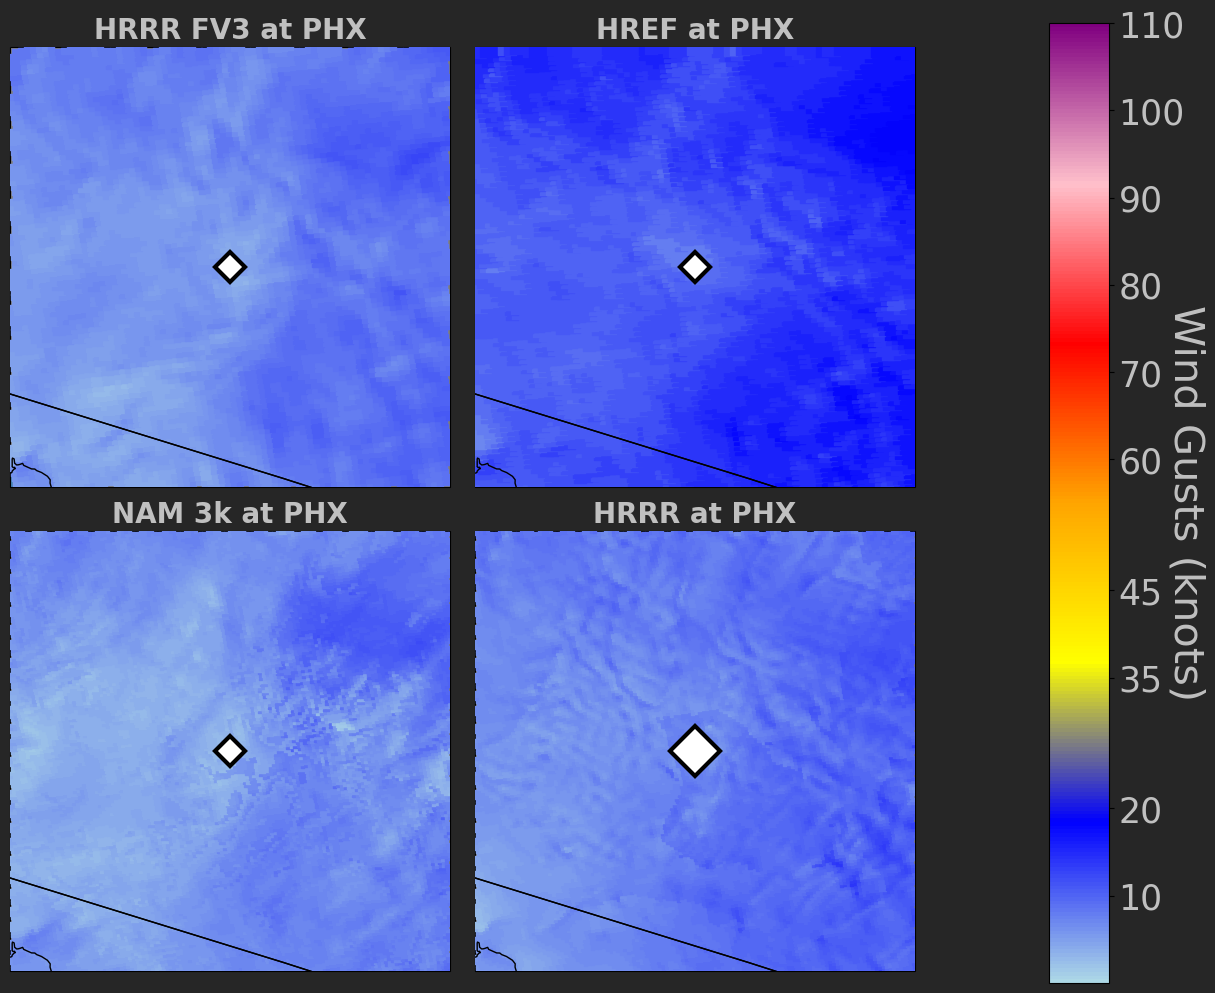 HRRR FV3 at PHX
HREF at PHX
NAM 3k at PHX
HRRR at PHX
110
100
90
80
70
60
45
35
20
10
Wind Gusts (knots)